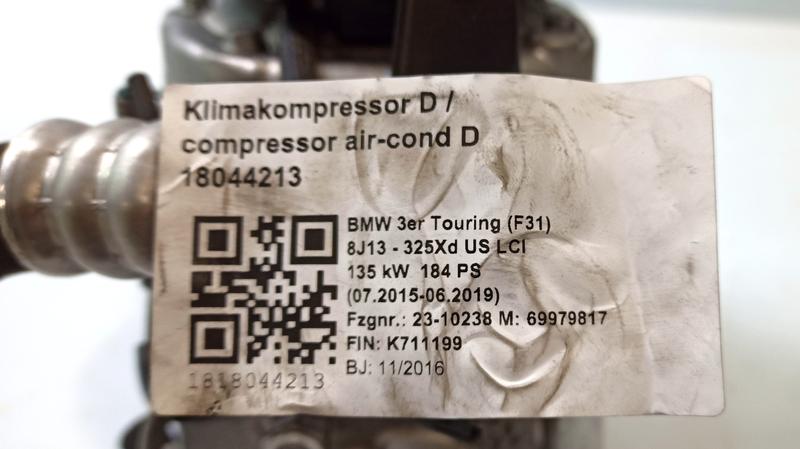 Klimakompressor D /
compressor air-cond D
18044213
BMW 3er Touring (F31)
8J13 - 325Xd US LCI
135 kW 184 PS
(07.2015-06.2019)
Fzgnr.: 23-10238 M: 69979817
FIN: K711199
BJ: 11/2016
1818044213